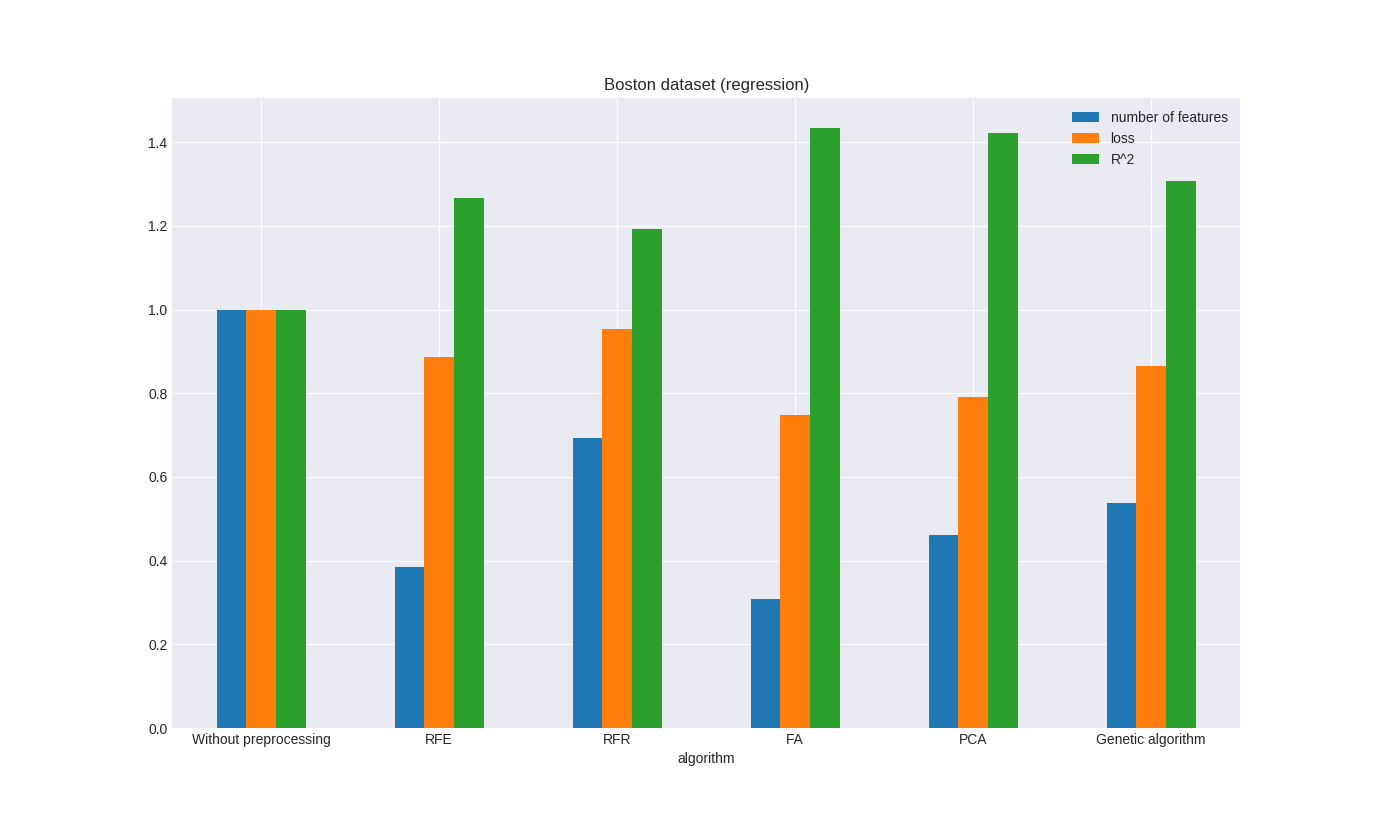 Boston dataset (regression)
number of features
loss
R^2
1.4
1.2
1.0
0.8
0.6
0.4
0.2
0.0
Without preprocessing RFE RFR FA PCA Genetic algorithm
algorithm